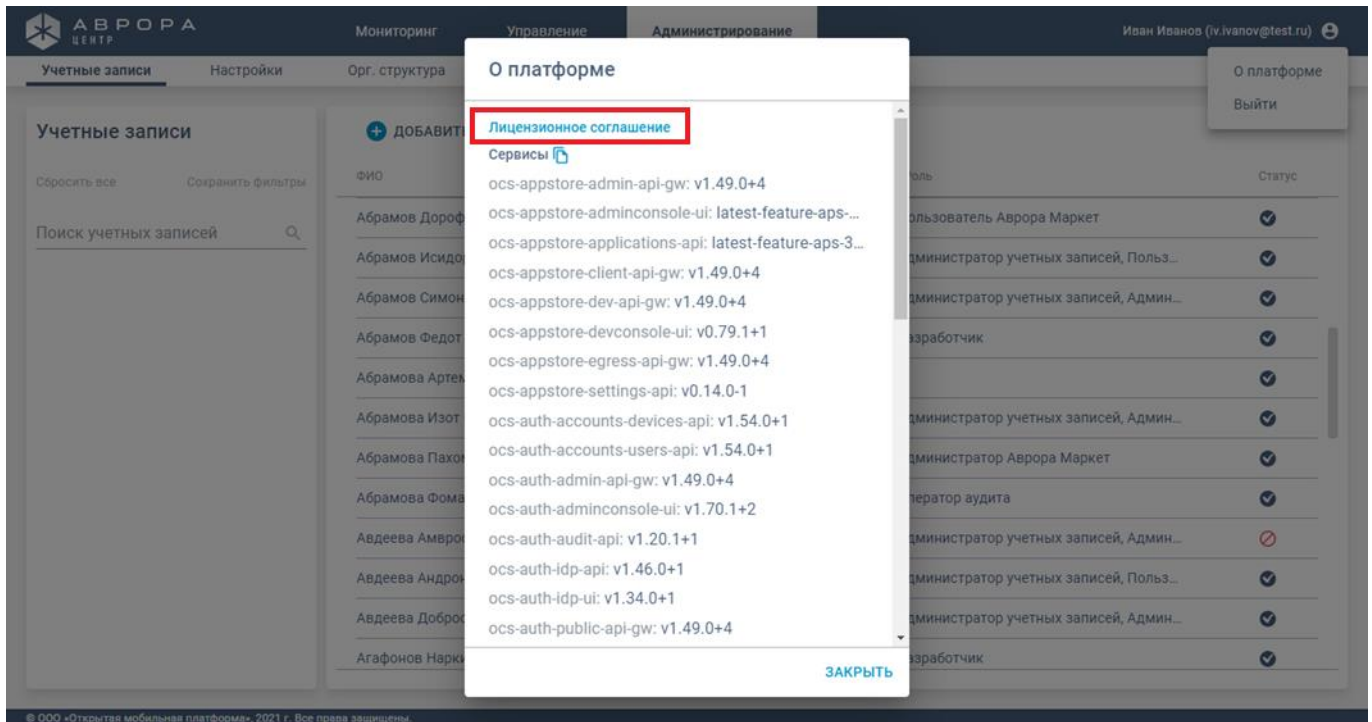 АВРОРА
ЦЕНТР
Мониторинг
Управление
Администрирование
Иван Иванов (iv.ivanov@test.ru)
Учетные записи
Настройки
Орг. структура
О платформе
Выйти
Учетные записи
Сбросить все
Сохранить фильтры
Поиск учетных записей
ДОБАВИТ
ФИО
Абрамов Дороф
Абрамов Исидо
Абрамов Симон
Абрамов Федот
Абрамова Артем
Абрамова Изот
Абрамова Пахо
Абрамова Фома
Авдеева Амвро
Авдеева Андрон
Авдеева Доброс
Агафонов Нарки
О платформе
Лицензионное соглашение
Сервисы
ocs-appstore-admin-api-gw: v1.49.0+4
ocs-appstore-adminconsole-ui: latest-feature-aps-...
ocs-appstore-applications-api: latest-feature-aps-3...
ocs-appstore-client-api-gw: v1.49.0+4
ocs-appstore-dev-api-gw: v1.49.0+4
ocs-appstore-devconsole-ui: v0.79.1+1
ocs-appstore-egress-api-gw: v1.49.0+4
ocs-appstore-settings-api: v0.14.0-1
ocs-auth-accounts-devices-api: v1.54.0+1
ocs-auth-accounts-users-api: v1.54.0+1
ocs-auth-admin-api-gw: v1.49.0+4
ocs-auth-adminconsole-ui: v1.70.1+2
ocs-auth-audit-api: v1.20.1+1
ocs-auth-idp-api: v1.46.0+1
ocs-auth-idp-ui: v1.34.0+1
ocs-auth-public-api-gw: v1.49.0+4
ЗАКРЫТЬ
оль
Статус
ользователь Аврора Маркет
дминистратор учетных записей, Польз...
дминистратор учетных записей, Админ...
азработчик
дминистратор учетных записей, Админ...
дминистратор Аврора Маркет
ператор аудита
дминистратор учетных записей, Админ...
дминистратор учетных записей, Польз...
дминистратор учетных записей, Админ...
азработчик
© ООО «Открытая мобильная платформа», 2021 г. Все права защищены.